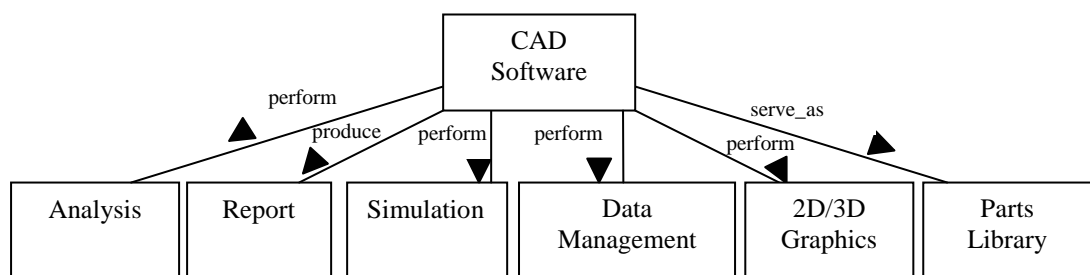 CAD
Software
perform
serve_as
produce
perform
perform
perform
Analysis
Report
Simulation
Data
Management
2D/3D
Graphics
Parts
Library